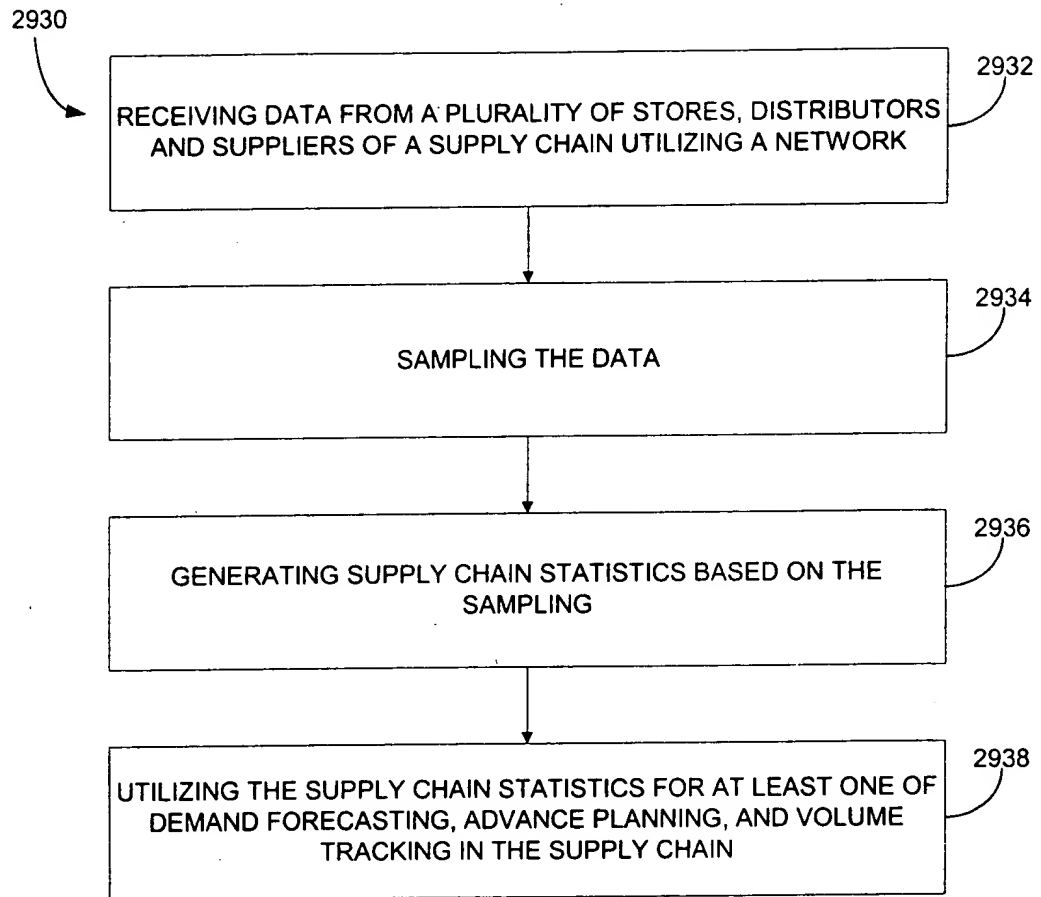 2930
2932
RECEIVING DATA FROM A PLURALITY OF STORES, DISTRIBUTORS
AND SUPPLIERS OF A SUPPLY CHAIN UTILIZING A NETWORK
2934
SAMPLING THE DATA
2936
GENERATING SUPPLY CHAIN STATISTICS BASED ON THE
SAMPLING
2938
UTILIZING THE SUPPLY CHAIN STATISTICS FOR AT LEAST ONE OF
DEMAND FORECASTING, ADVANCE PLANNING, AND VOLUME
TRACKING IN THE SUPPLY CHAIN